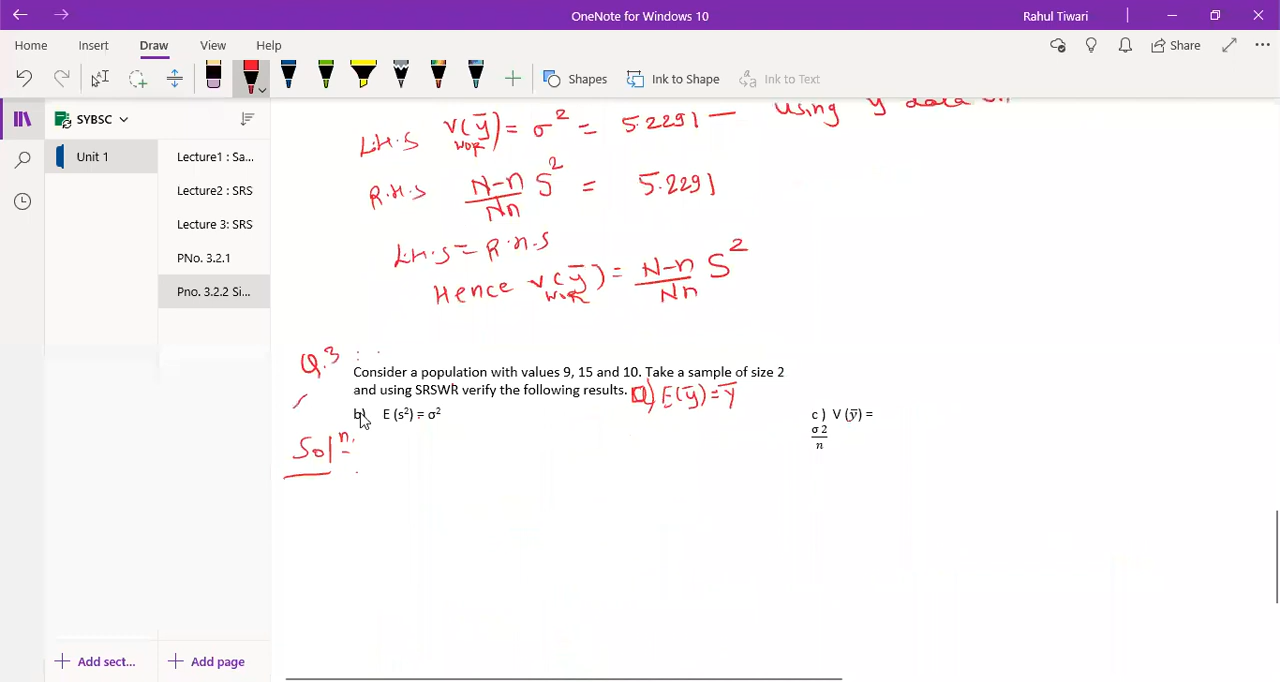 OneNote for Windows 10
Rahul Tiwari
Home Insert Draw View Help
Share
Shapes
Ink to Shape
Ink to Text
SYBSC
Unit 1
Lecture1 : Sa...
Lecture2 : SRS
Lecture 3: SRS
PNo. 3.2.1
Pno. 3.2.2 Si...
Add sect...
Add page
L.H.S V(ȳ) WOR = σ² = 5.2291 — using y data
R.H.S N-n/Nn S² = 5.2291
L.H.S = R.H.S
Hence V(ȳ) WOR = N-n/Nn S²
Q.3
Consider a population with values 9, 15 and 10. Take a sample of size 2
and using SRSWR verify the following results. a) E(ȳ) = Ȳ
b) E (s²) = σ²
c ) V (ȳ) =
σ 2/n
Solⁿ: